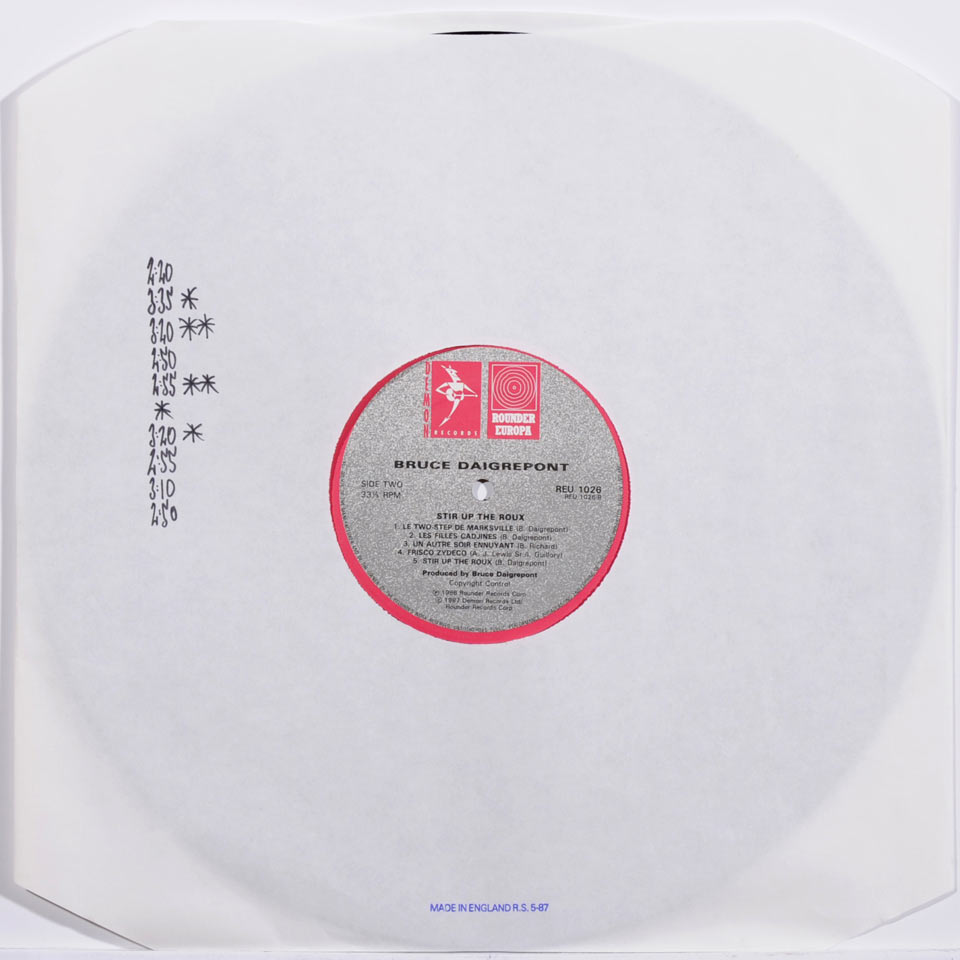 2:20
3:35 *
3:20 **
2:50
2:55 **
*
3:20 *
2:55
3:10
2:50
DEMON
RECORDS
ROUNDER
EUROPA
BRUCE DAIGREPONT
SIDE TWO
33⅓ RPM
REU 1026
REU 1026 B
STIR UP THE ROUX
1. LE TWO STEP DE MARKSVILLE (B. Daigrepont)
2. LES FILLES CADJINES (B. Daigrepont)
3. UN AUTRE SOIR ENNUYANT (B. Richard)
4. FRISCO ZYDECO (A. J. Lewis Sr./I. Guillory)
5. STIR UP THE ROUX (B. Daigrepont)
Produced by Bruce Daigrepont
Copyright Control
℗ 1986 Rounder Records Corp.
© 1987 Demon Records Ltd/
Rounder Records Corp.
MADE IN ENGLAND R.S. 5-87